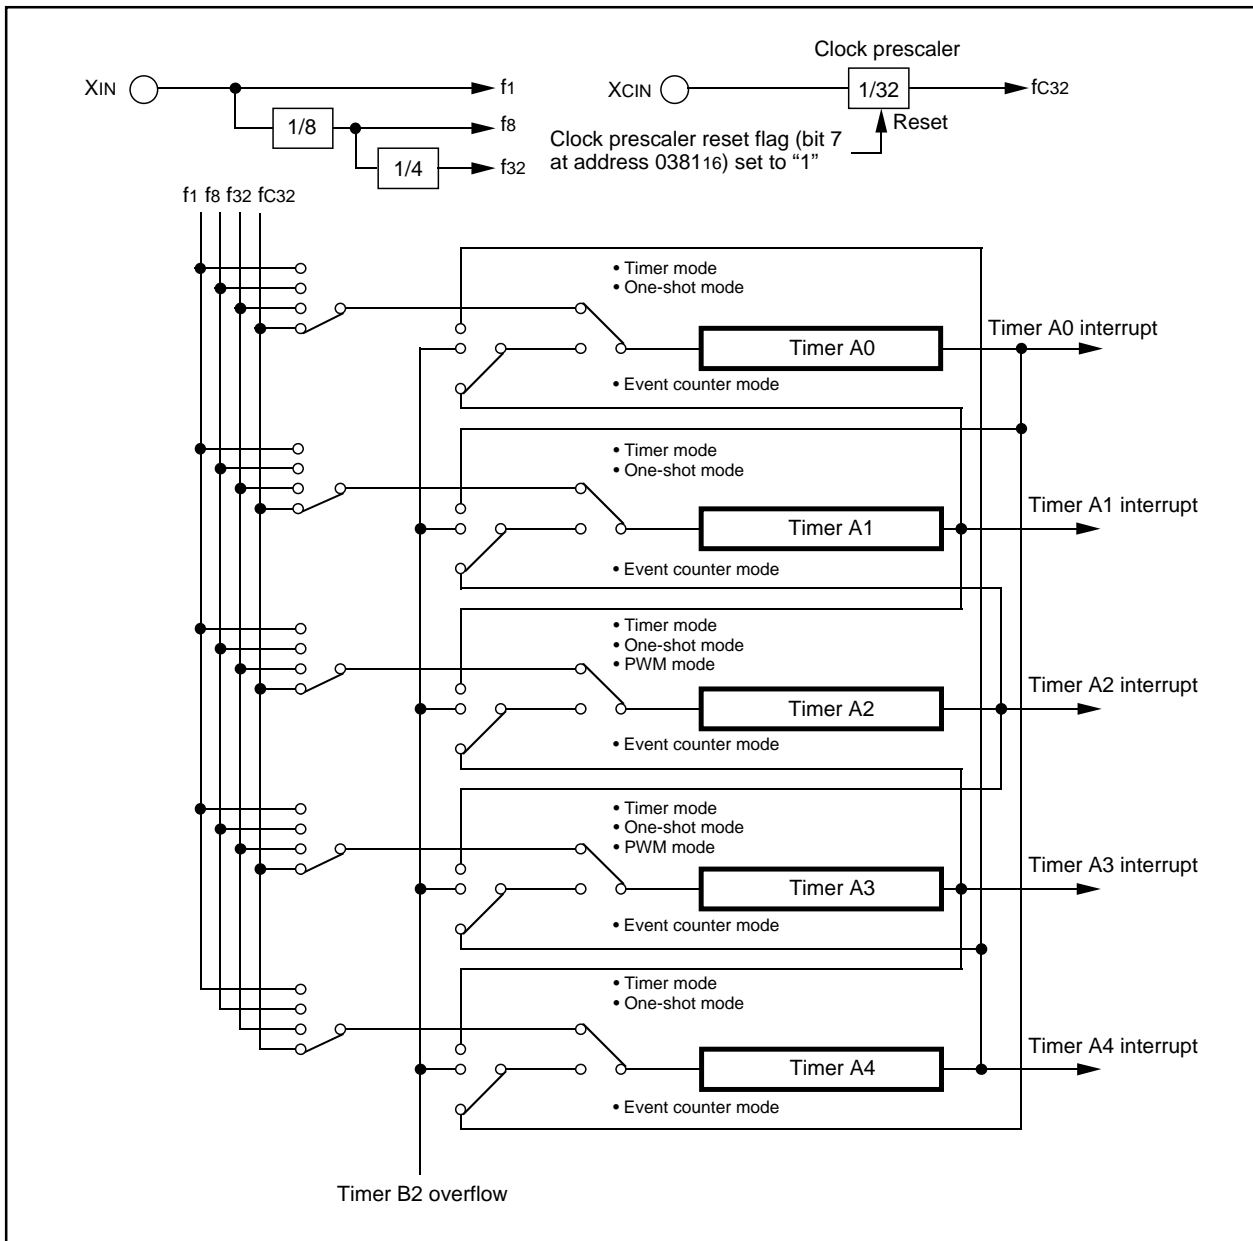 Clock prescaler
XIN
f1
XCIN
1/32
fC32
1/8
f8
Reset
Clock prescaler reset flag (bit 7
at address 038116) set to “1”
1/4
f32
f1 f8 f32 fC32
• Timer mode
• One-shot mode
Timer A0 interrupt
Timer A0
• Event counter mode
• Timer mode
• One-shot mode
Timer A1 interrupt
Timer A1
• Event counter mode
• Timer mode
• One-shot mode
• PWM mode
Timer A2 interrupt
Timer A2
• Event counter mode
• Timer mode
• One-shot mode
• PWM mode
Timer A3 interrupt
Timer A3
• Event counter mode
• Timer mode
• One-shot mode
Timer A4 interrupt
Timer A4
• Event counter mode
Timer B2 overflow